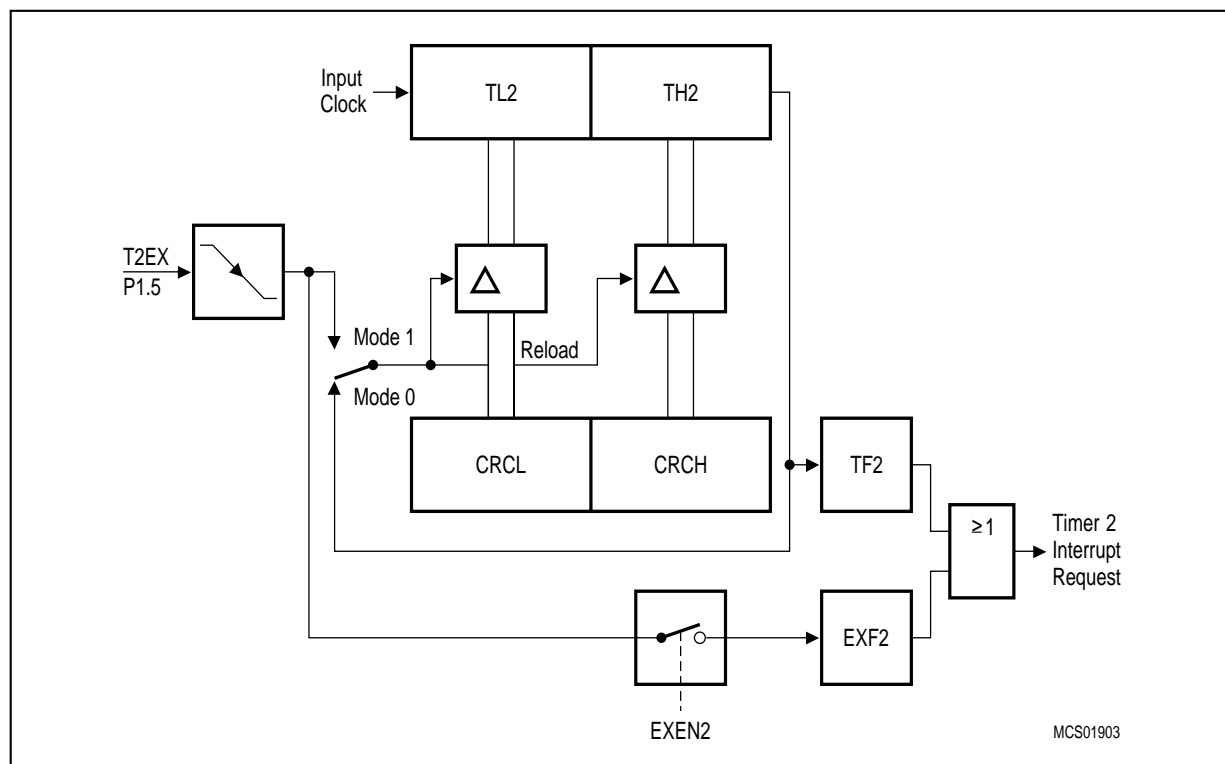 Input
Clock
TL2
TH2
T2EX
P1.5
Mode 1
Reload
Mode 0
CRCL
CRCH
TF2
≥1
Timer 2
Interrupt
Request
EXF2
EXEN2
MCS01903